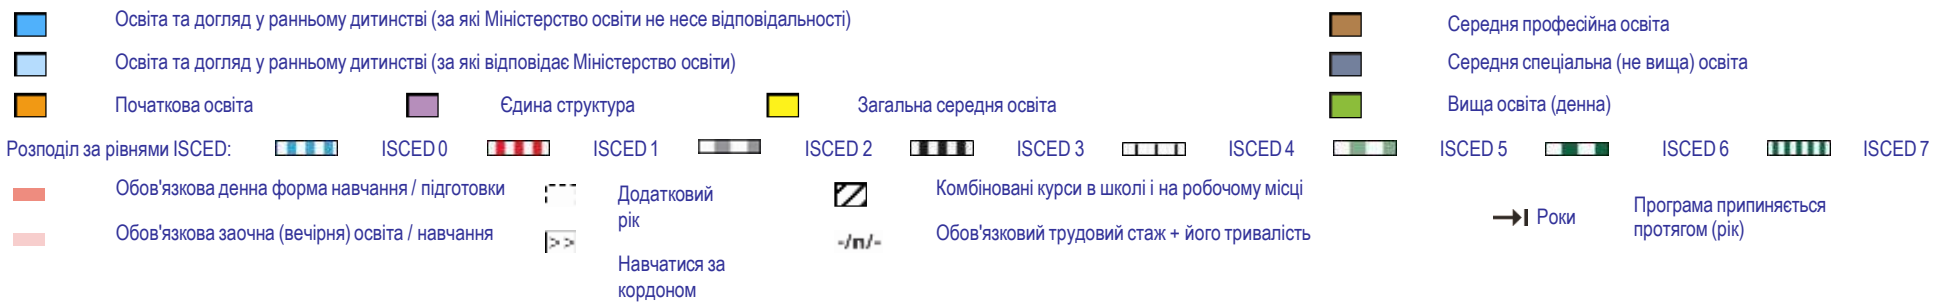 Освіта та догляд у ранньому дитинстві (за які Міністерство освіти не несе відповідальності)
Середня професійна освіта
Освіта та догляд у ранньому дитинстві (за які відповідає Міністерство освіти)
Середня спеціальна (не вища) освіта
Початкова освіта
Єдина структура
Загальна середня освіта
Вища освіта (денна)
Розподіл за рівнями ISCED: ISCED 0 ISCED 1 ISCED 2 ISCED 3 ISCED 4 ISCED 5 ISCED 6 ISCED 7
Обов'язкова денна форма навчання / підготовки
Додатковий
рік
Комбіновані курси в школі і на робочому місці
Роки
Програма припиняється
протягом (рік)
Обов'язкова заочна (вечірня) освіта / навчання
>>
Навчатися за
кордоном
-/n/-
Обов'язковий трудовий стаж + його тривалість